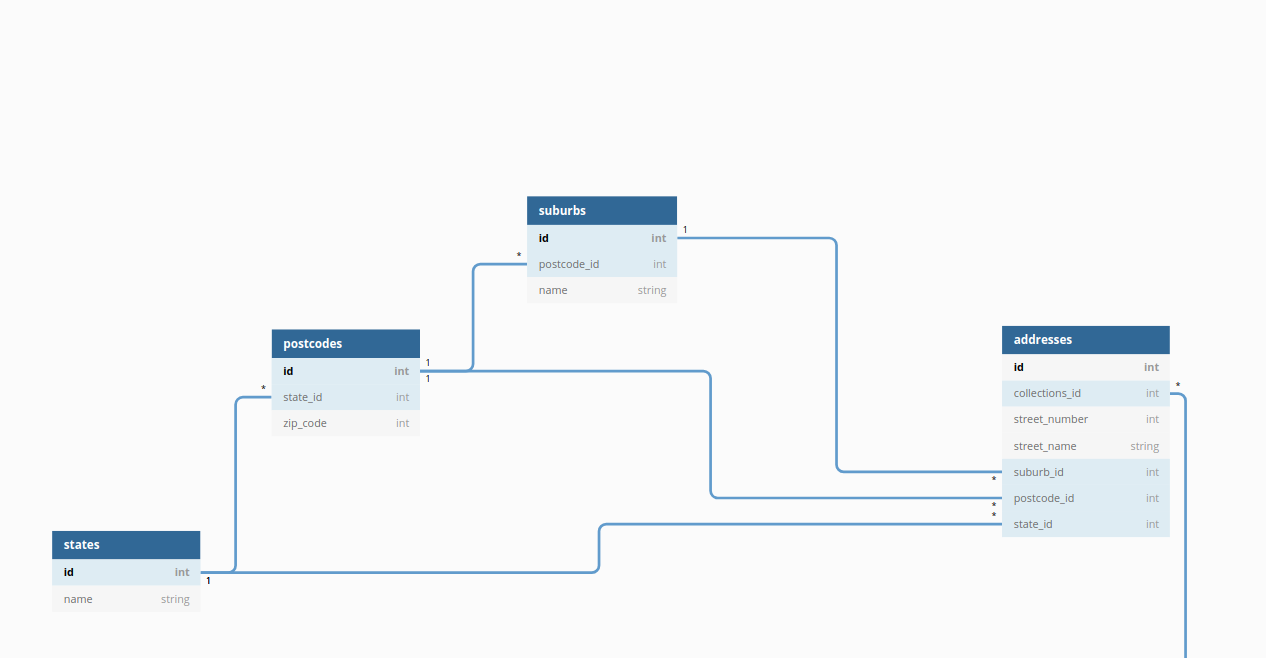 suburbs
id int
postcode_id int
name string
1
*
postcodes
id int
state_id int
zip_code int
1
1
*
addresses
id int
collections_id int
street_number int
street_name string
suburb_id int
postcode_id int
state_id int
*
*
*
*
states
id int
name string
1